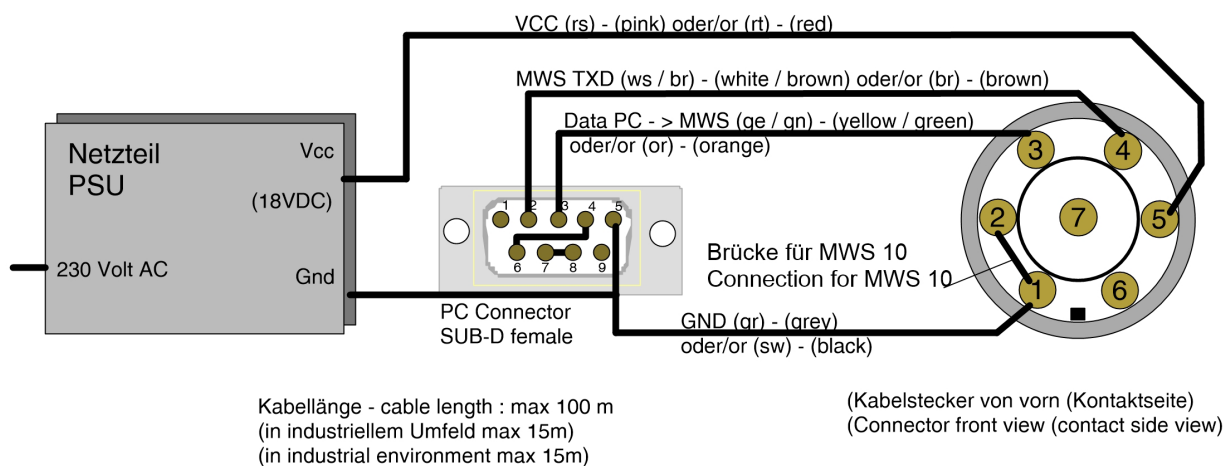 VCC (rs) - (pink) oder/or (rt) - (red)
MWS TXD (ws / br) - (white / brown) oder/or (br) - (brown)
Data PC - > MWS (ge / gn) - (yellow / green)
oder/or (or) - (orange)
Netzteil
PSU
Vcc
(18VDC)
230 Volt AC
Gnd
1 2 3 4 5
6 7 8 9
PC Connector
SUB-D female
3 4
2 7 5
1 6
Brücke für MWS 10
Connection for MWS 10
GND (gr) - (grey)
oder/or (sw) - (black)
Kabellänge - cable length : max 100 m
(in industriellem Umfeld max 15m)
(in industrial environment max 15m)
(Kabelstecker von vorn (Kontaktseite)
(Connector front view (contact side view)